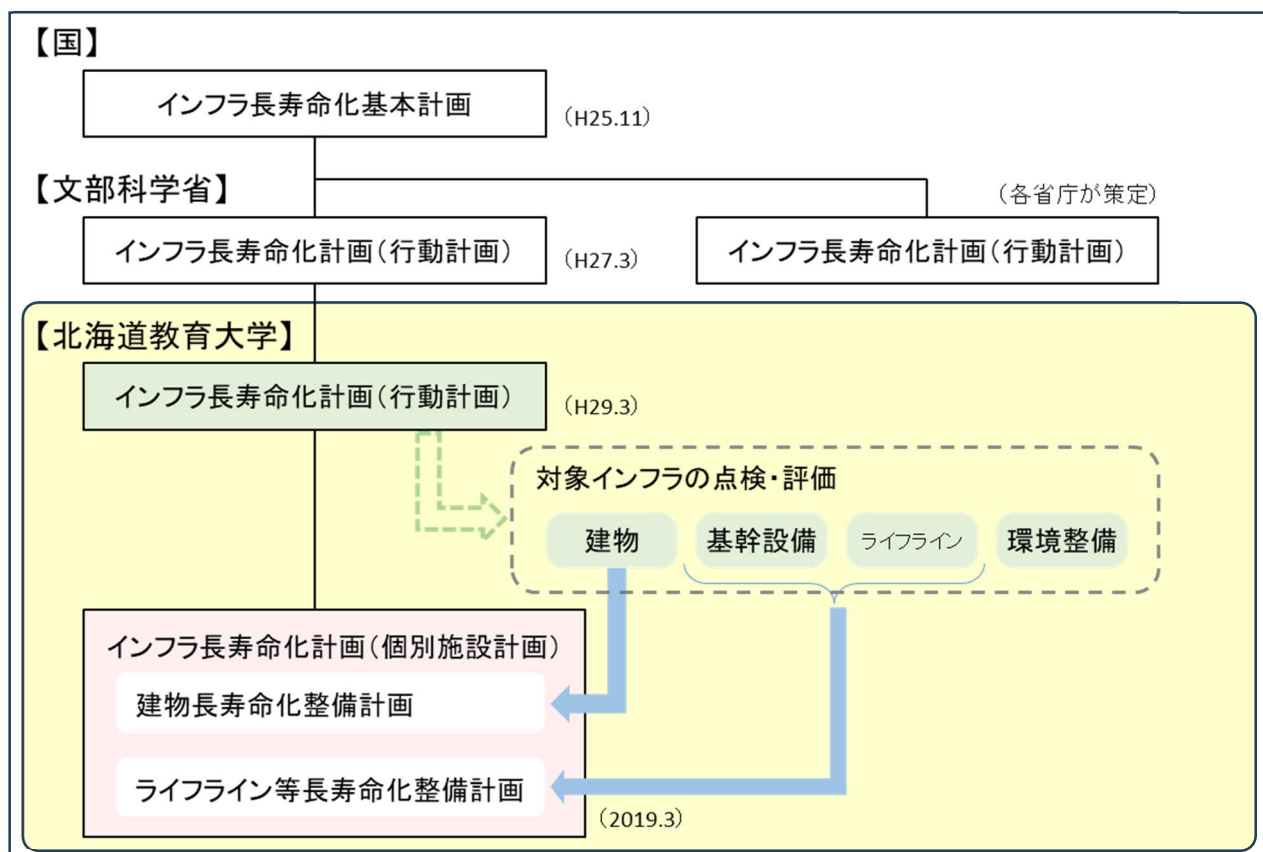 【国】
インフラ長寿命化基本計画
（H25.11）
【文部科学省】
（各省庁が策定）
インフラ長寿命化計画（行動計画）
（H27.3）
インフラ長寿命化計画（行動計画）
【北海道教育大学】
インフラ長寿命化計画（行動計画）
（H29.3）
対象インフラの点検・評価
建物
基幹設備
ライフライン
環境整備
インフラ長寿命化計画（個別施設計画）
建物長寿命化整備計画
ライフライン等長寿命化整備計画
（2019.3）